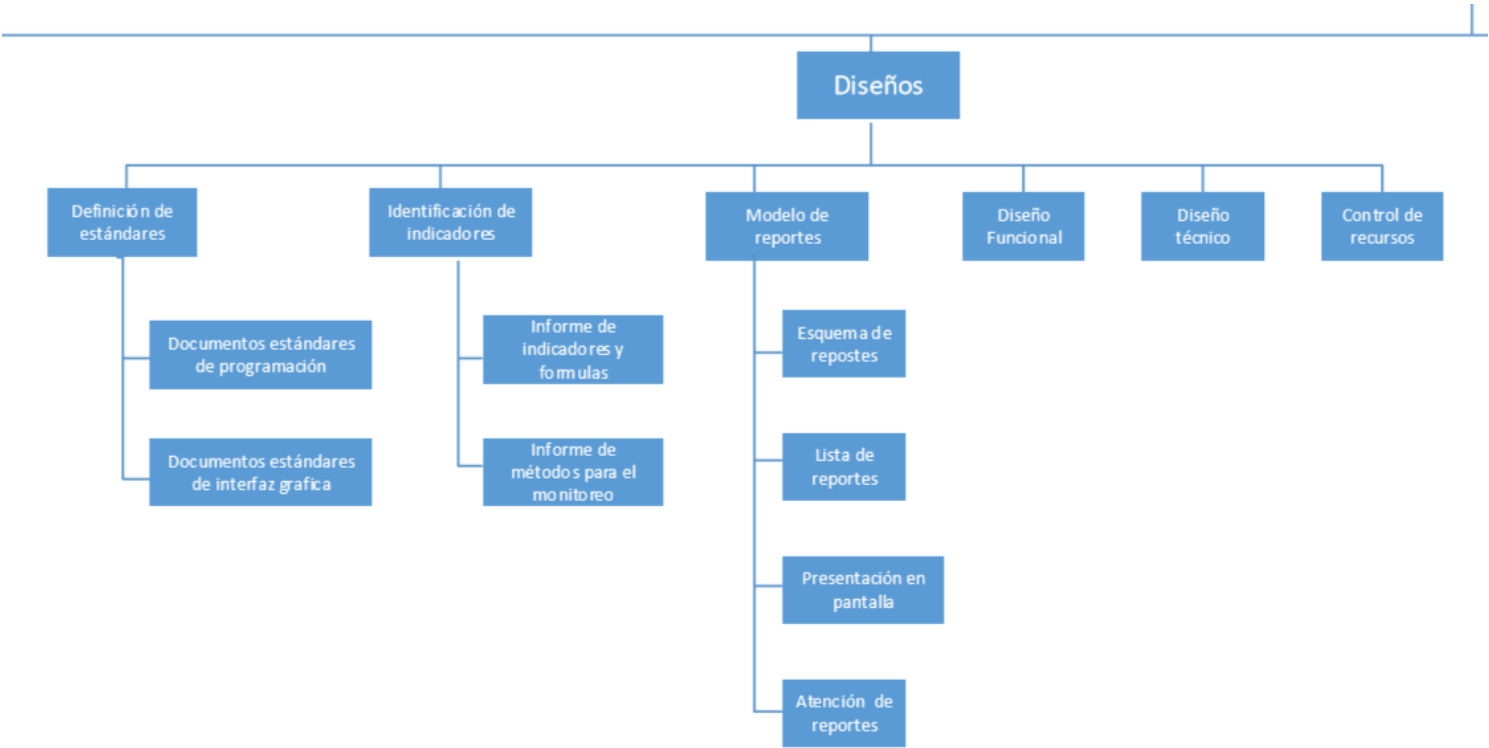 Diseños
Definición de
estándares
Documentos estándares
de programación
Documentos estándares
de interfaz grafica
Identificación de
indicadores
Informe de
indicadores y
formulas
Informe de
métodos para el
monitoreo
Modelo de
reportes
Esquema de
repostes
Lista de
reportes
Presentación en
pantalla
Atención de
reportes
Diseño
Funcional
Diseño
técnico
Control de
recursos